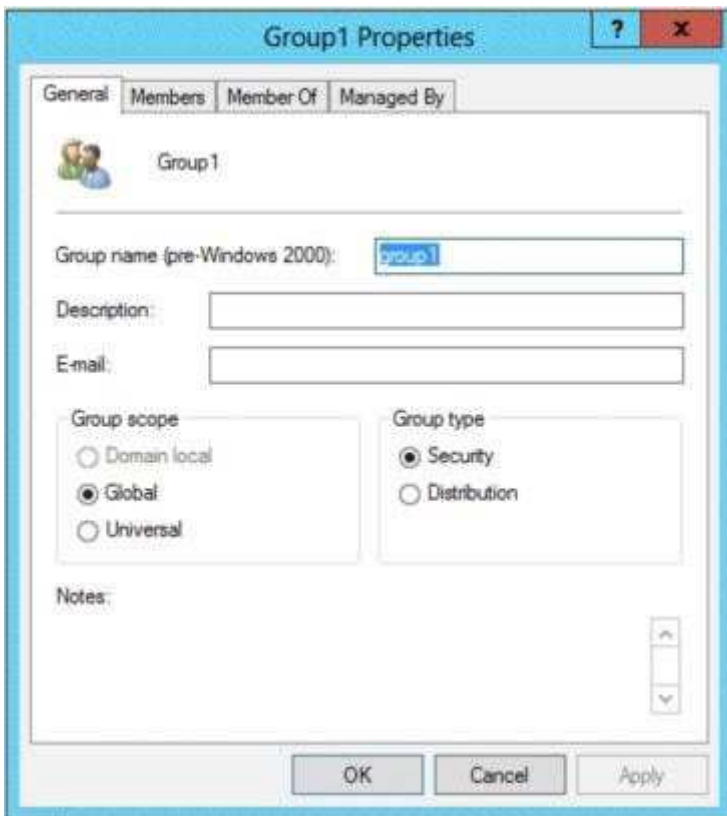 Group1 Properties
? x
General Members Member Of Managed By
Group1
Group name (pre-Windows 2000): group1
Description:
E-mail:
Group scope Group type
Domain local Security
Global Distribution
Universal
Notes:
OK Cancel Apply